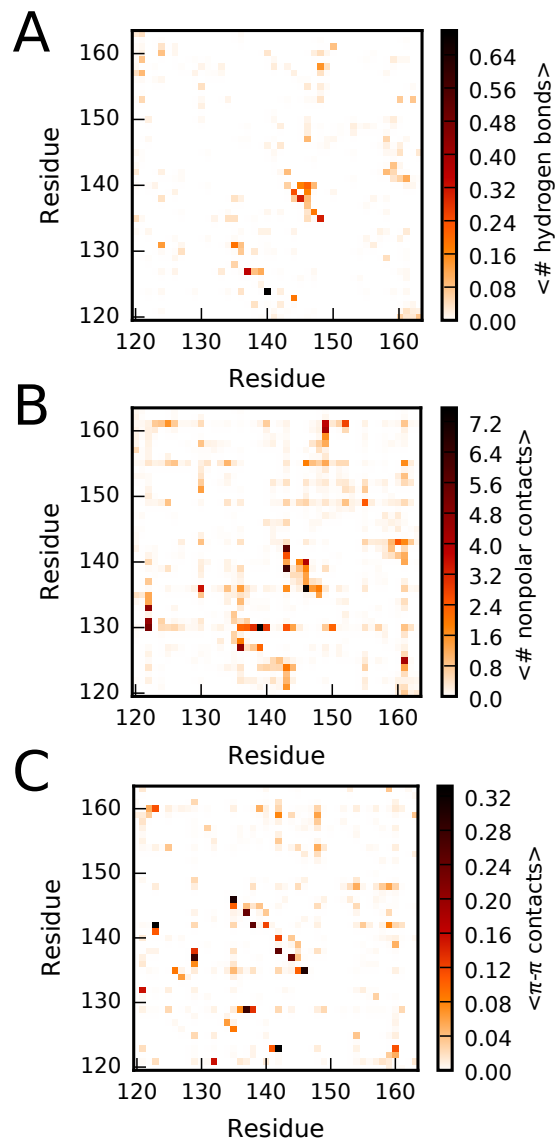 A
160
150
140
130
120
Residue
120 130 140 150 160
Residue
0.64
0.56
0.48
0.40
0.32
0.24
0.16
0.08
0.00
<# hydrogen bonds>
B
160
150
140
130
120
Residue
120 130 140 150 160
Residue
7.2
6.4
5.6
4.8
4.0
3.2
2.4
1.6
0.8
0.0
<# nonpolar contacts>
C
160
150
140
130
120
Residue
120 130 140 150 160
Residue
0.32
0.28
0.24
0.20
0.16
0.12
0.08
0.04
0.00
<π-π contacts>